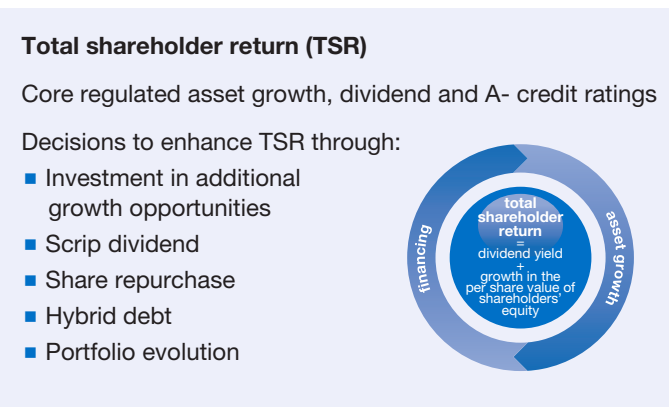 Total shareholder return (TSR)
Core regulated asset growth, dividend and A- credit ratings
Decisions to enhance TSR through:
Investment in additional
growth opportunities
Scrip dividend
Share repurchase
Hybrid debt
Portfolio evolution
financing
total
shareholder
return
=
dividend yield
+
growth in the
per share value of
shareholders'
equity
asset growth